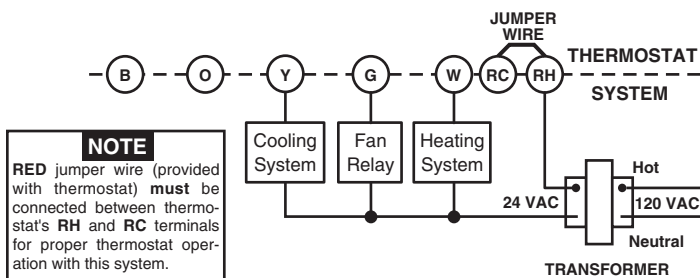 JUMPER
WIRE
B O Y G W RC RH
THERMOSTAT
SYSTEM
Cooling
System
Fan
Relay
Heating
System
NOTE
RED jumper wire (provided
with thermostat) must be
connected between thermo-
stat's RH and RC terminals
for proper thermostat oper-
ation with this system.
Hot
24 VAC
120 VAC
Neutral
TRANSFORMER